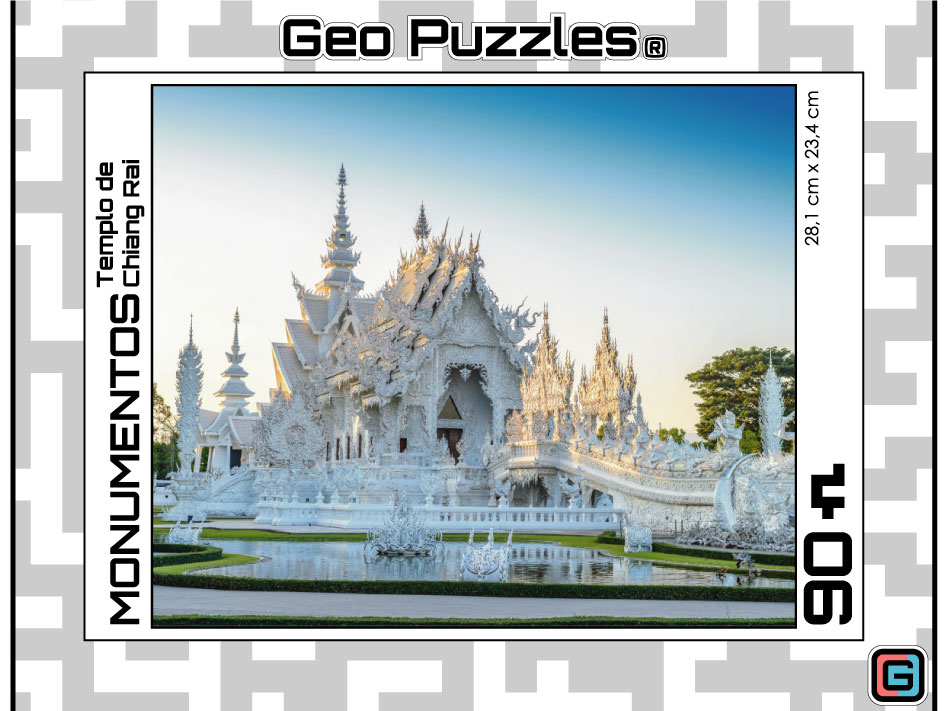 Geo Puzzles®
MONUMENTOS
Templo de
Chiang Rai
28,1 cm x 23,4 cm
90
G